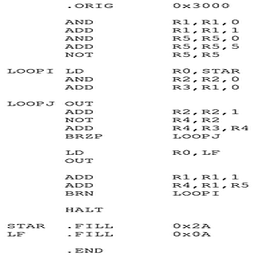 .ORIG 0x3000
AND R1,R1,0
ADD R1,R1,1
AND R5,R5,0
ADD R5,R5,5
NOT R5,R5
LOOPI LD R0,STAR
AND R2,R2,0
ADD R3,R1,0
LOOPJ OUT
ADD R2,R2,1
NOT R4,R2
ADD R4,R3,R4
BRZP LOOPJ
LD R0,LF
OUT
ADD R1,R1,1
ADD R4,R1,R5
BRN LOOPI
HALT
STAR .FILL 0x2A
LF .FILL 0x0A
.END